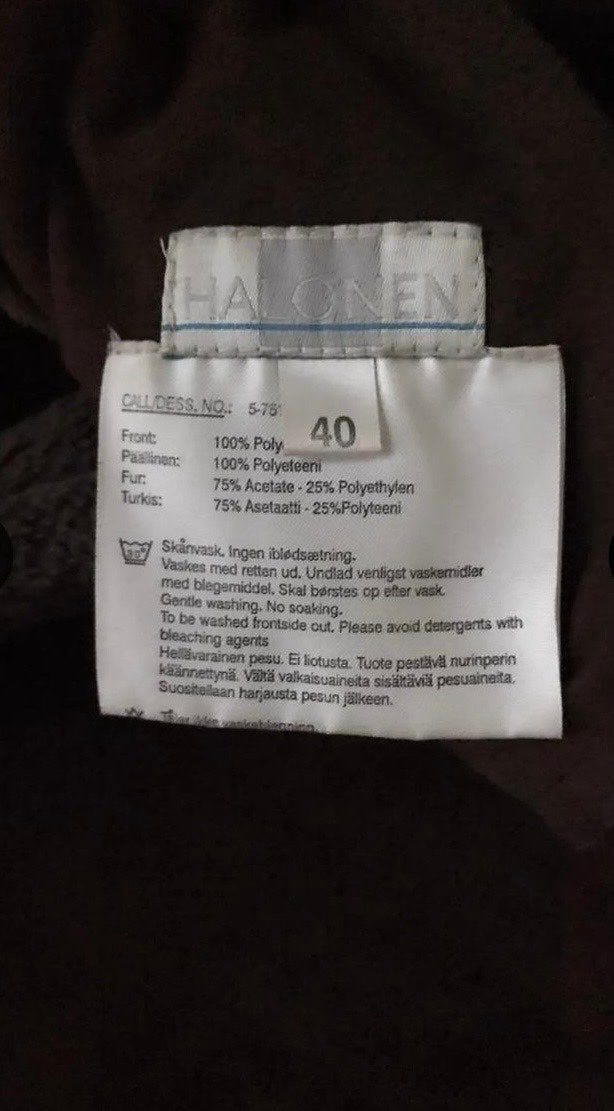 HALONEN
CALL/DESS. NO.: 5-75
40
Front: 100% Poly
Päällinen: 100% Polyeteeni
Fur: 75% Acetate - 25% Polyethylen
Turkis: 75% Asetaatti - 25%Polyteeni
30°
Skånvask. Ingen iblødsætning.
Vaskes med retten ud. Undlad venligst vaskemidler
med blegemiddel. Skal børstes op efter vask.
Gentle washing. No soaking.
To be washed frontside out. Please avoid detergents with
bleaching agents
Hellävarainen pesu. Ei liotusta. Tuote pestävä nurinperin
käännettynä. Vältä valkaisuaineita sisältäviä pesuaineita.
Suositellaan harjausta pesun jälkeen.